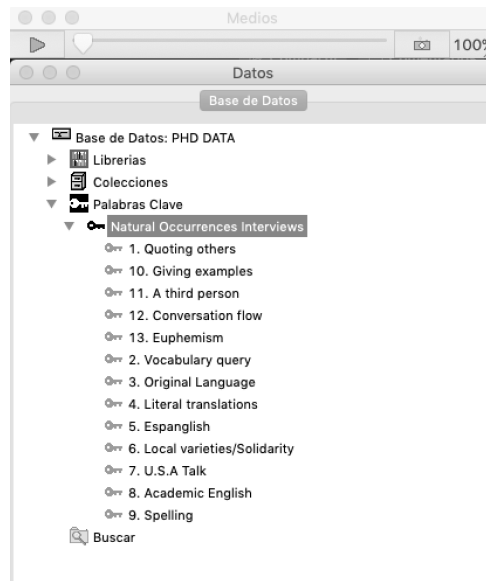 Medios
100%
Datos
Base de Datos
Base de Datos: PHD DATA
Librerias
Colecciones
Palabras Clave
Natural Occurrences Interviews
1. Quoting others
10. Giving examples
11. A third person
12. Conversation flow
13. Euphemism
2. Vocabulary query
3. Original Language
4. Literal translations
5. Espanglish
6. Local varieties/Solidarity
7. U.S.A Talk
8. Academic English
9. Spelling
Buscar